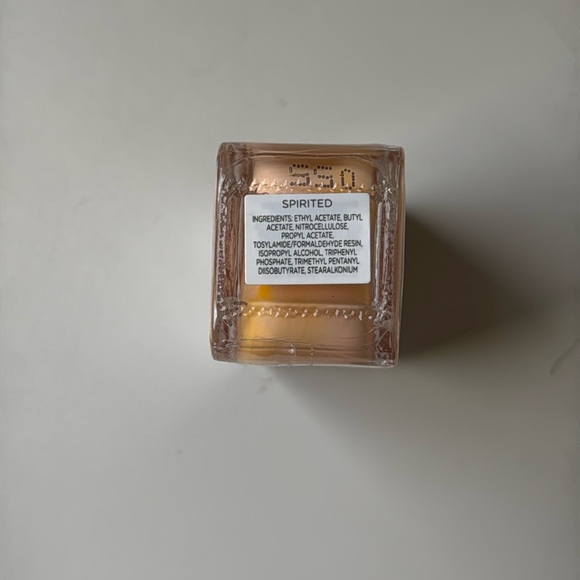 SPIRITED
INGREDIENTS: ETHYL ACETATE, BUTYL
ACETATE, NITROCELLULOSE,
PROPYL ACETATE,
TOSYLAMIDE/FORMALDEHYDE RESIN,
ISOPROPYL ALCOHOL, TRIPHENYL
PHOSPHATE, TRIMETHYL PENTANYL
DIISOBUTYRATE, STEARALKONIUM